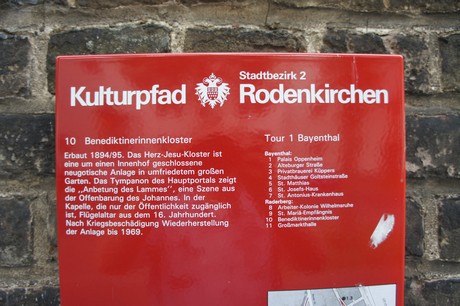 Stadtbezirk 2
Kulturpfad Rodenkirchen
10 Benediktinerinnenkloster
Erbaut 1894/95. Das Herz-Jesu-Kloster ist
eine um einen Innenhof geschlossene
neugotische Anlage in umfriedetem großen
Garten. Das Tympanon des Hauptportals zeigt
die „Anbetung des Lammes", eine Szene aus
der Offenbarung des Johannes. In der
Kapelle, die nur der Öffentlichkeit zugänglich
ist, Flügelaltar aus dem 16. Jahrhundert.
Nach Kriegsbeschädigung Wiederherstellung
der Anlage bis 1969.
Tour 1 Bayenthal
Bayenthal:
1 Palais Oppenheim
2 Alteburger Straße
3 Privatbrauerei Küppers
4 Stadthäuser Goltsteinstraße
5 St. Matthias
6 St. Josefs-Haus
7 St. Antonius-Krankenhaus
Raderberg:
8 Arbeiter-Kolonie Wilhelmsruhe
9 St. Mariä-Empfängnis
10 Benediktinerinnenkloster
11 Großmarkthalle